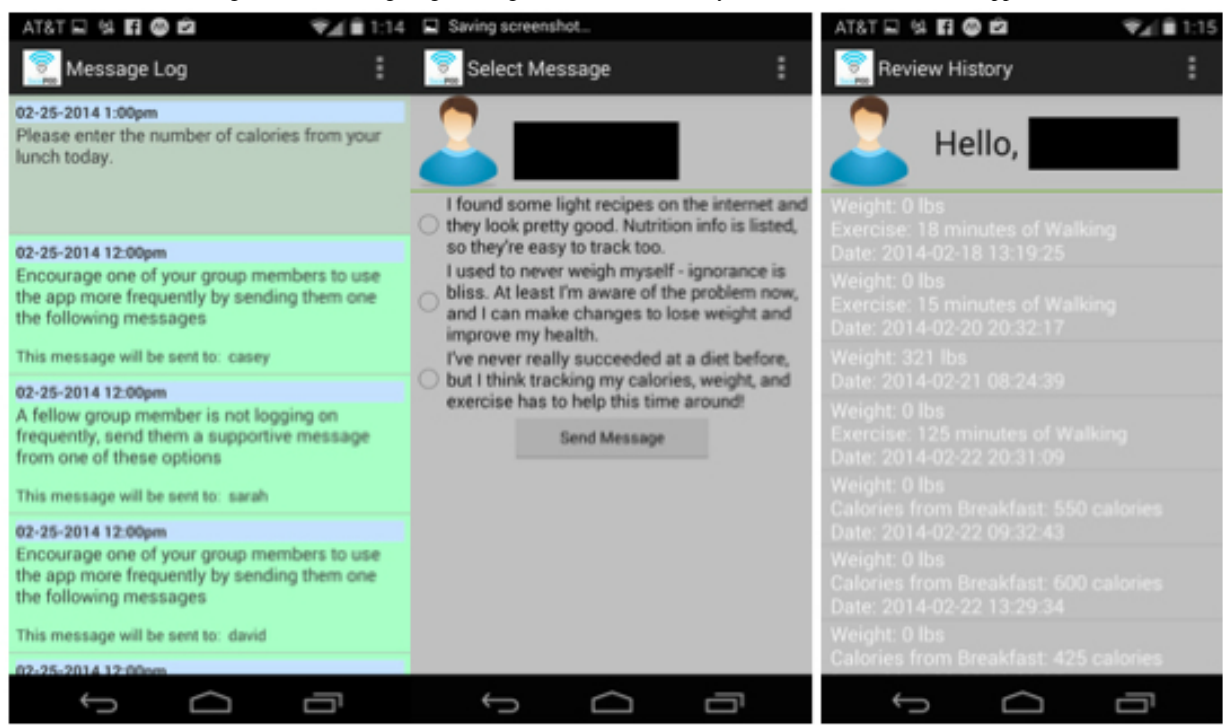 AT&T
1:14
Message Log
02-25-2014 1:00pm
Please enter the number of calories from your
lunch today.
02-25-2014 12:00pm
Encourage one of your group members to use
the app more frequently by sending them one
the following messages
This message will be sent to: casey
02-25-2014 12:00pm
A fellow group member is not logging on
frequently, send them a supportive message
from one of these options
This message will be sent to: sarah
02-25-2014 12:00pm
Encourage one of your group members to use
the app more frequently by sending them one
the following messages
This message will be sent to: david
02-25-2014 12:00pm
Saving screenshot...
Select Message
I found some light recipes on the internet and
they look pretty good. Nutrition info is listed,
so they're easy to track too.
I used to never weigh myself - ignorance is
bliss. At least I'm aware of the problem now,
and I can make changes to lose weight and
improve my health.
I've never really succeeded at a diet before,
but I think tracking my calories, weight, and
exercise has to help this time around!
Send Message
AT&T
1:15
Review History
Hello,
Weight: 0 lbs
Exercise: 18 minutes of Walking
Date: 2014-02-18 13:19:25
Weight: 0 lbs
Exercise: 15 minutes of Walking
Date: 2014-02-20 20:32:17
Weight: 321 lbs
Date: 2014-02-21 08:24:39
Weight: 0 lbs
Exercise: 125 minutes of Walking
Date: 2014-02-22 20:31:09
Weight: 0 lbs
Calories from Breakfast: 550 calories
Date: 2014-02-22 09:32:43
Weight: 0 lbs
Calories from Breakfast: 600 calories
Date: 2014-02-22 13:29:34
Weight: 0 lbs
Calories from Breakfast: 425 calories